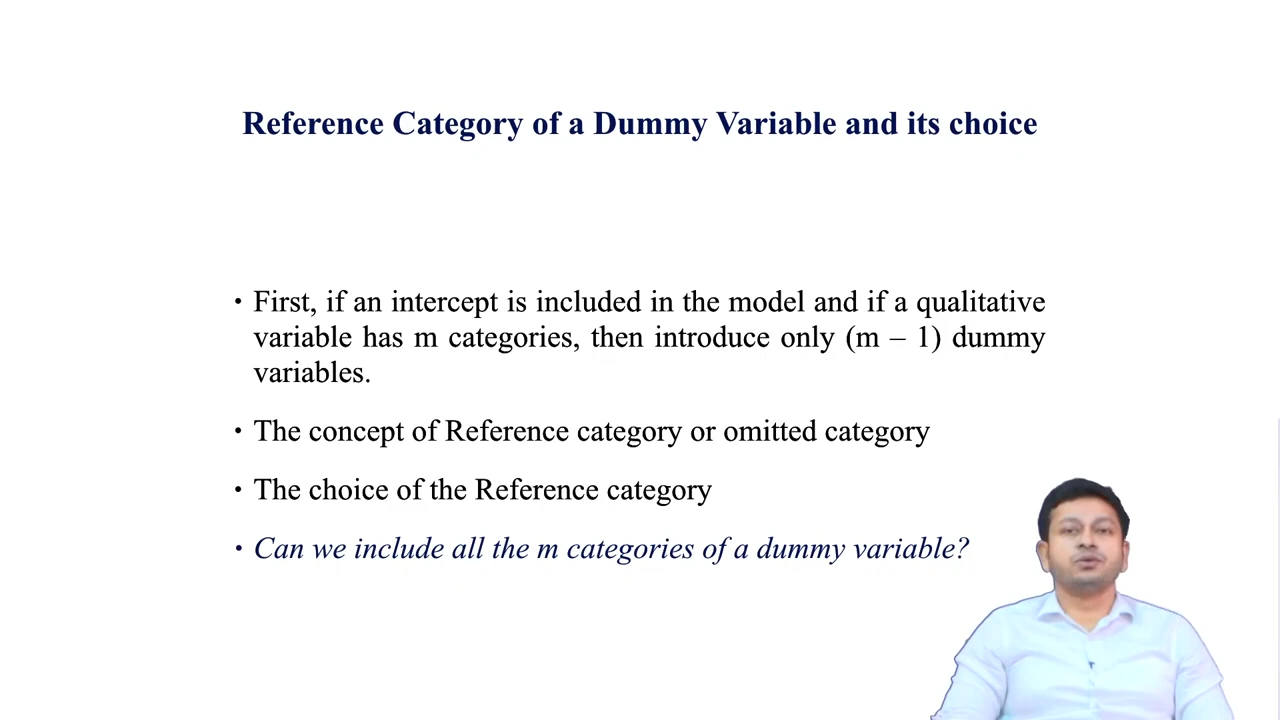 Reference Category of a Dummy Variable and its choice
• First, if an intercept is included in the model and if a qualitative
variable has m categories, then introduce only (m – 1) dummy
variables.
• The concept of Reference category or omitted category
• The choice of the Reference category
• Can we include all the m categories of a dummy variable?